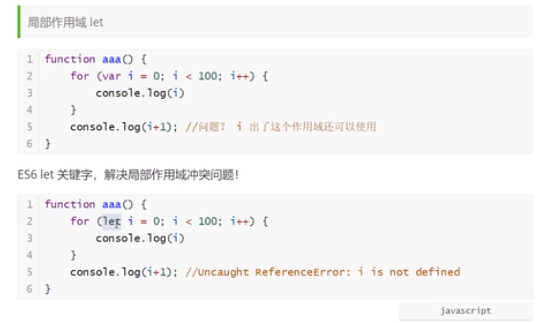 局部作用域 let
1 function aaa() {
2 for (var i = 0; i < 100; i++) {
3 console.log(i)
4 }
5 console.log(i+1); //问题？ i 出了这个作用域还可以使用
6 }
ES6 let 关键字，解决局部作用域冲突问题！
1 function aaa() {
2 for (let i = 0; i < 100; i++) {
3 console.log(i)
4 }
5 console.log(i+1); //Uncaught ReferenceError: i is not defined
6 }
javascript